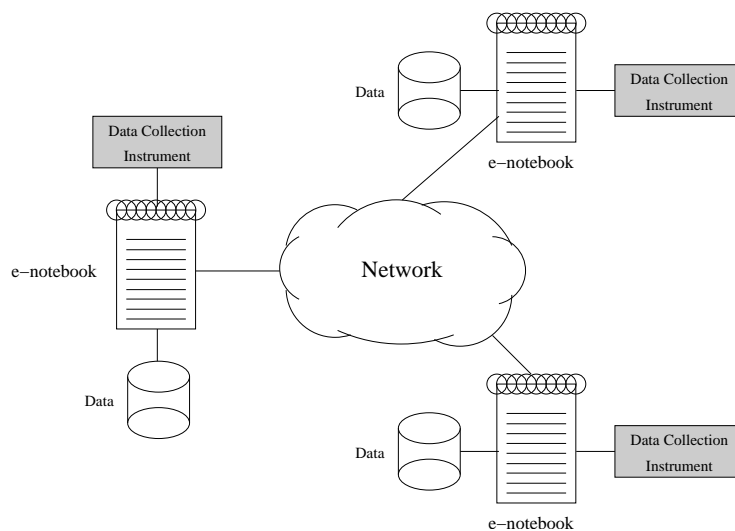 Data
Data Collection
Instrument
e−notebook
Data Collection
Instrument
e−notebook
Network
Data
Data
Data Collection
Instrument
e−notebook